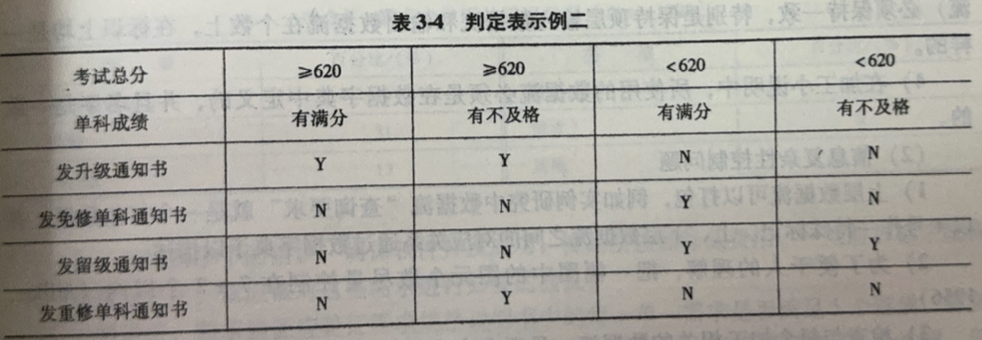 表 3-4 判定表示例二
考试总分 ≥620 ≥620 <620 <620
单科成绩 有满分 有不及格 有满分 有不及格
发升级通知书 Y Y N N
发免修单科通知书 N N Y N
发留级通知书 N N Y Y
发重修单科通知书 N Y N N